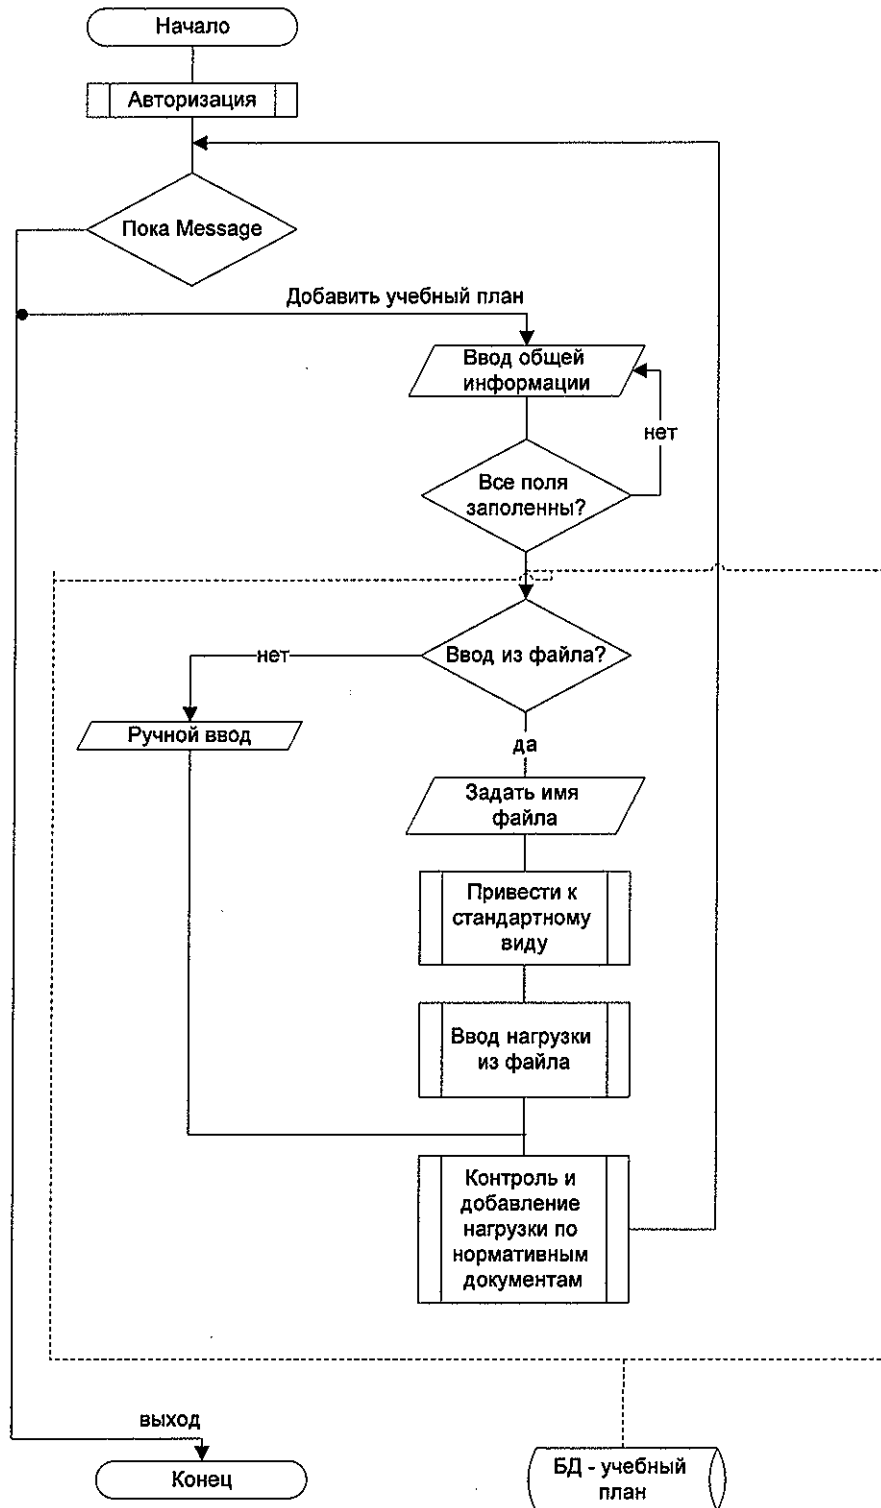 Начало
Авторизация
Пока Message
Добавить учебный план
Ввод общей
информации
нет
Все поля
заполенны?
Ввод из файла?
нет
Ручной ввод
да
Задать имя
файла
Привести к
стандартному
виду
Ввод нагрузки
из файла
Контроль и
добавление
нагрузки по
нормативным
документам
выход
Конец
БД - учебный
план